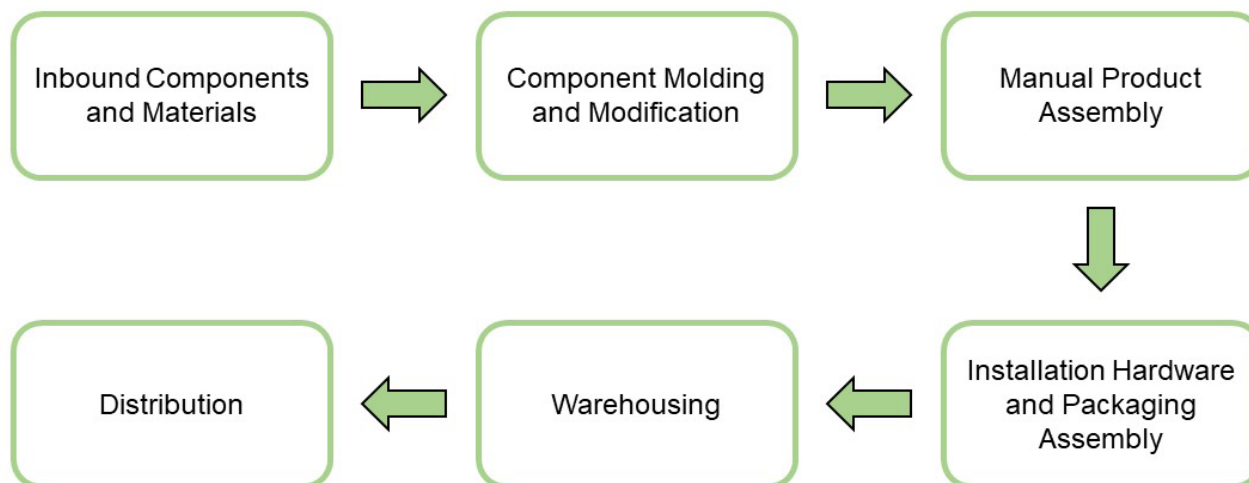 Inbound Components
and Materials
Component Molding
and Modification
Manual Product
Assembly
Installation Hardware
and Packaging
Assembly
Warehousing
Distribution